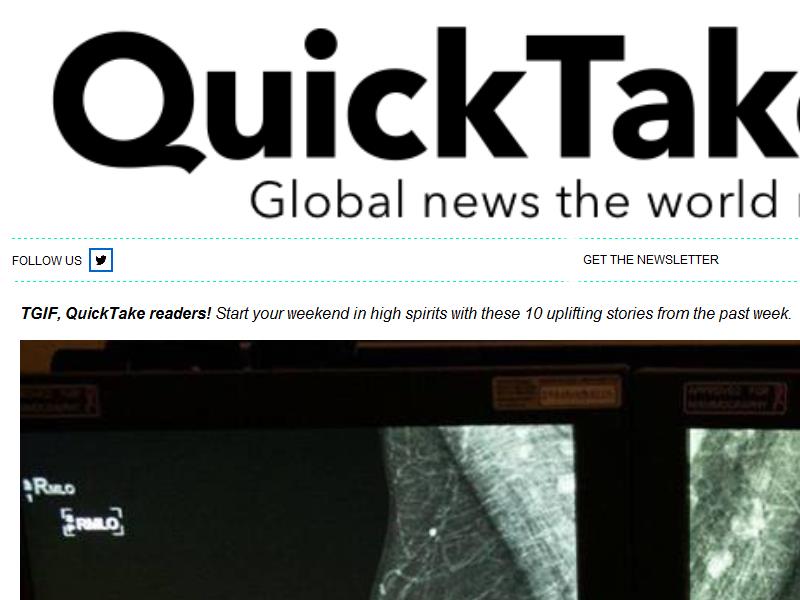 QuickTak
Global news the world
FOLLOW US
GET THE NEWSLETTER
TGIF, QuickTake readers! Start your weekend in high spirits with these 10 uplifting stories from the past week.
APPROVED FOR
MAMMOGRAPHY
RMLO
RMLO